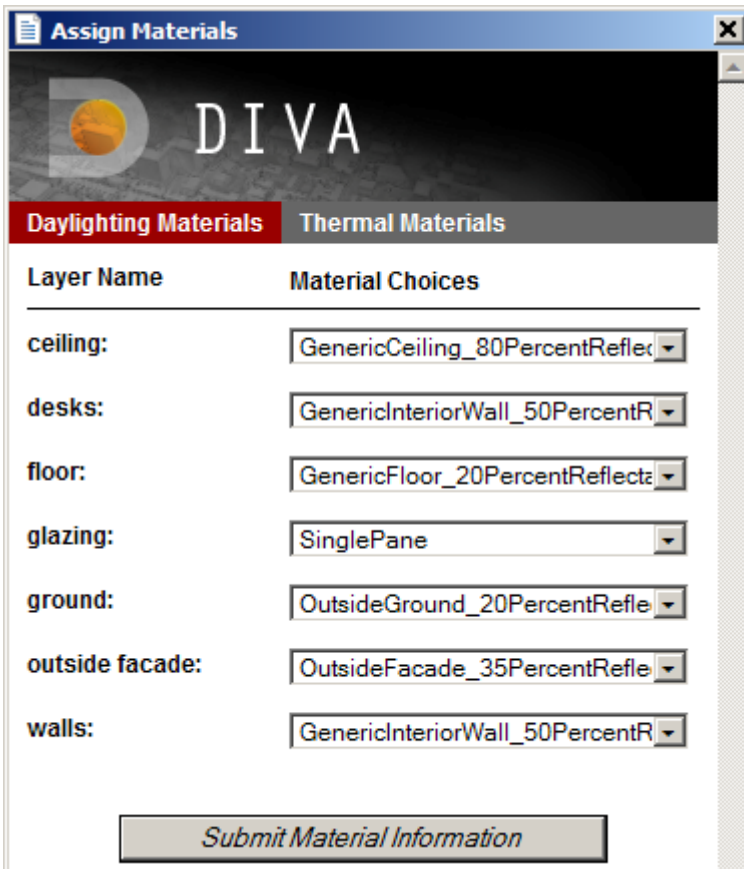 Assign Materials
DIVA
Daylighting Materials Thermal Materials
Layer Name Material Choices
ceiling: GenericCeiling_80PercentReflec
desks: GenericInteriorWall_50PercentR
floor: GenericFloor_20PercentReflecta
glazing: SinglePane
ground: OutsideGround_20PercentRefle
outside facade: OutsideFacade_35PercentRefle
walls: GenericInteriorWall_50PercentR
Submit Material Information